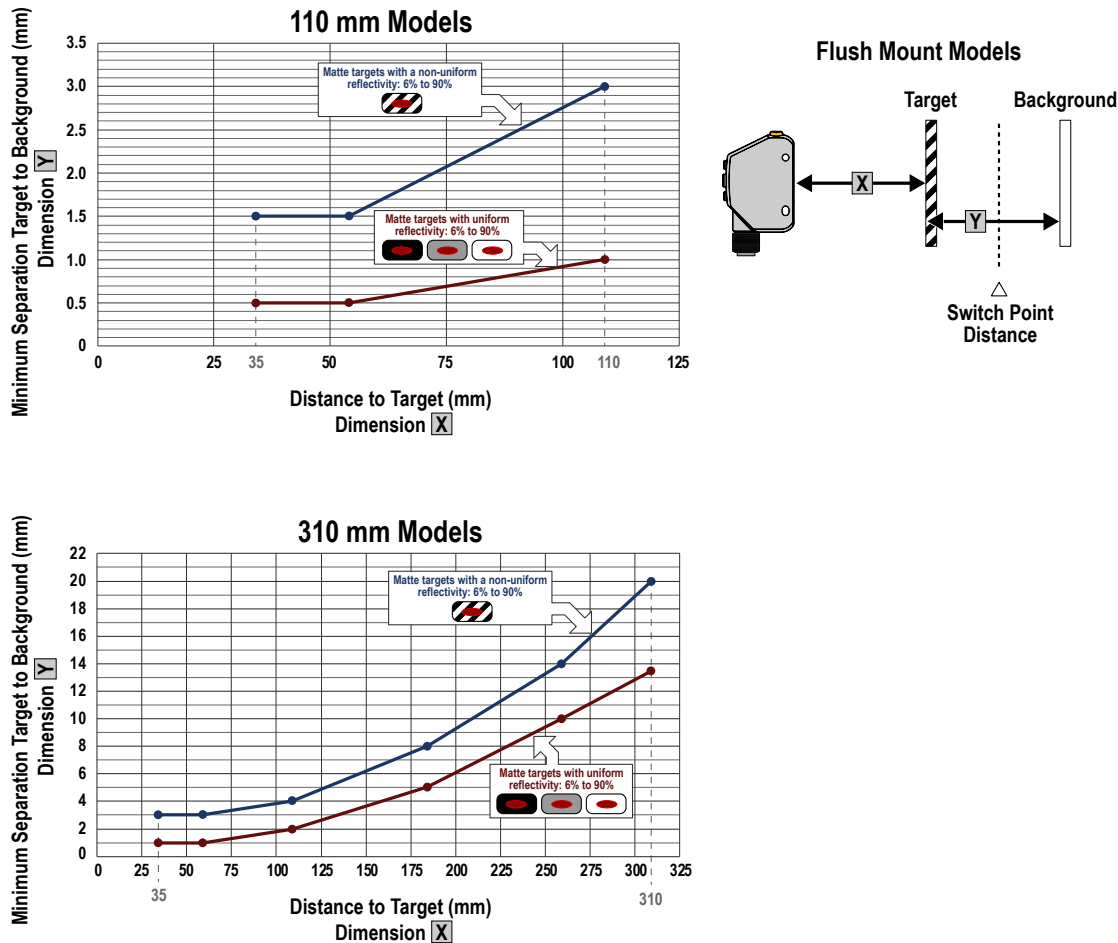 110 mm Models
Minimum Separation Target to Background (mm)
Dimension Y
3.5
3.0
2.5
2.0
1.5
1.0
0.5
0
Matte targets with a non-uniform
reflectivity: 6% to 90%
Matte targets with uniform
reflectivity: 6% to 90%
0 25 35 50 75 100 110 125
Distance to Target (mm)
Dimension X
Flush Mount Models
Target Background
X
Y
Switch Point
Distance
310 mm Models
Minimum Separation Target to Background (mm)
Dimension Y
22
20
18
16
14
12
10
8
6
4
2
0
Matte targets with a non-uniform
reflectivity: 6% to 90%
Matte targets with uniform
reflectivity: 6% to 90%
0 25 50 75 100 125 150 175 200 225 250 275 300 325
35 310
Distance to Target (mm)
Dimension X